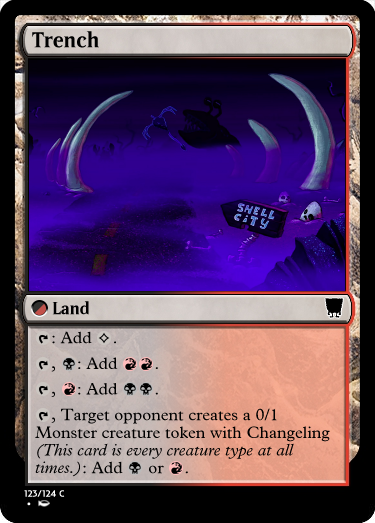 Trench
SHELL
CITY
Land
: Add .
, : Add .
, : Add .
, Target opponent creates a 0/1
Monster creature token with Changeling
(This card is every creature type at all
times.): Add or .
123/124 C